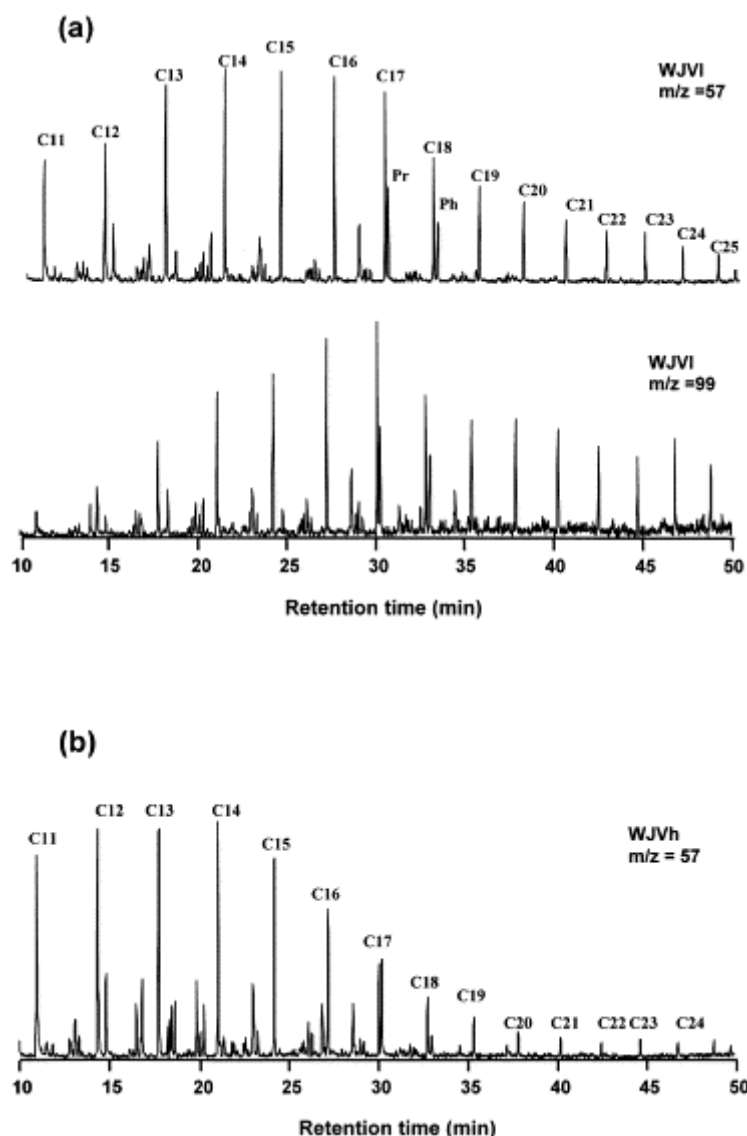 (a)
WJVI
m/z =57
C11
C12
C13
C14
C15
C16
C17
Pr
C18
Ph
C19
C20
C21
C22
C23
C24
C25
WJVI
m/z =99
10 15 20 25 30 35 40 45 50
Retention time (min)
(b)
WJVh
m/z = 57
C11
C12
C13
C14
C15
C16
C17
C18
C19
C20
C21
C22
C23
C24
10 15 20 25 30 35 40 45 50
Retention time (min)